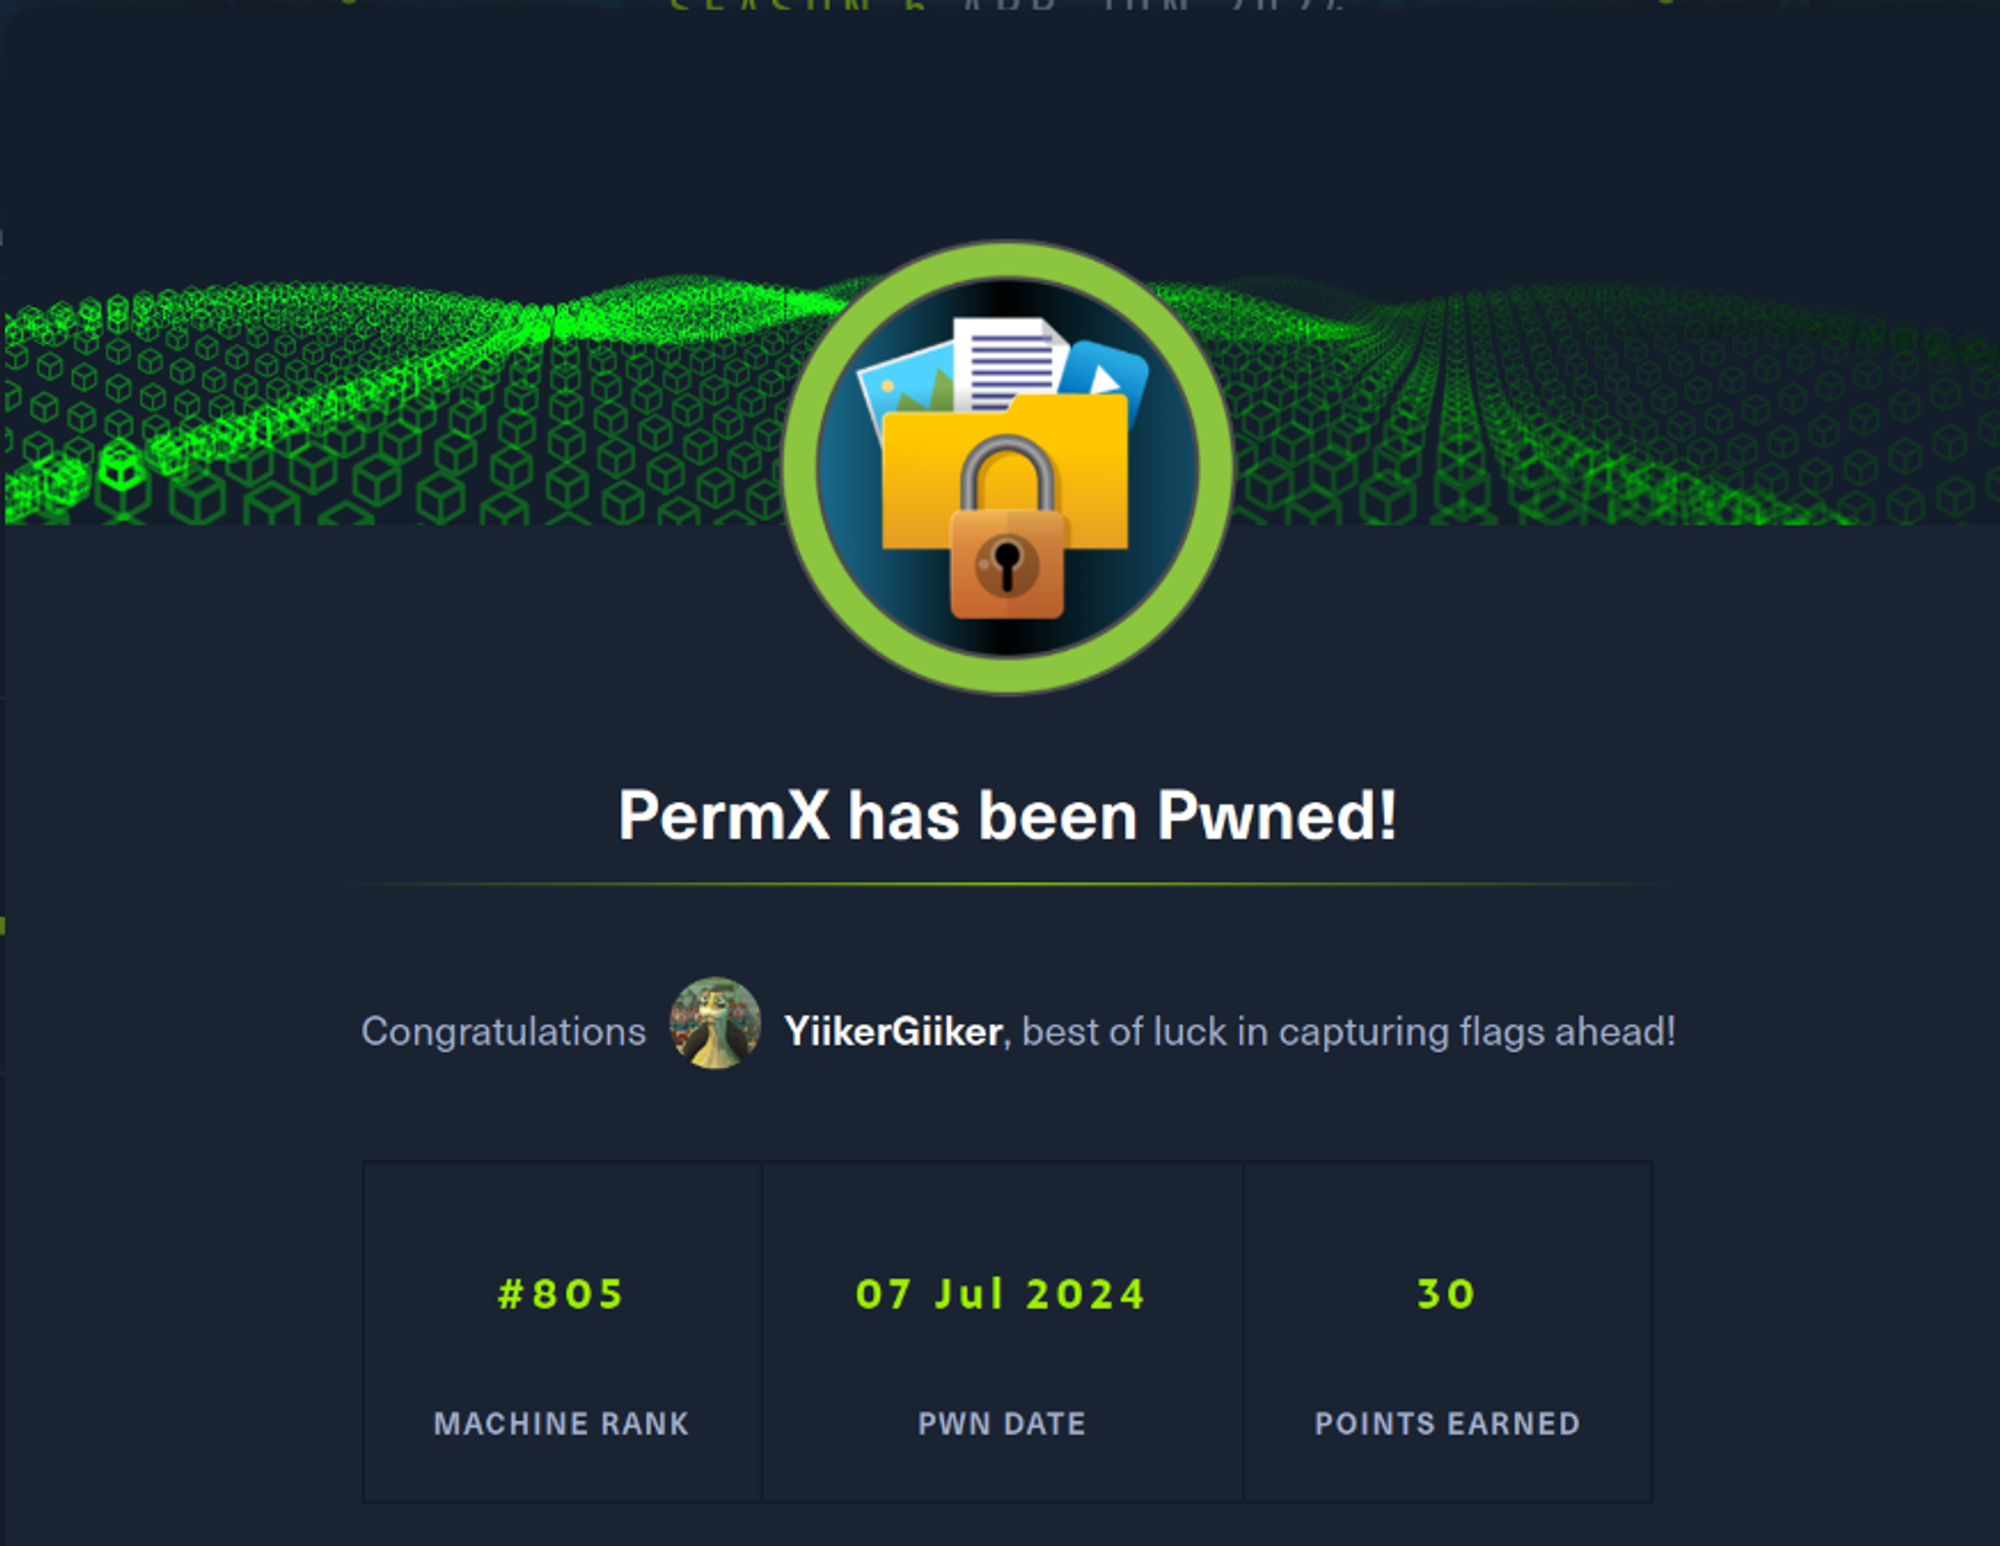 PermX has been Pwned!
Congratulations YiikerGiiker, best of luck in capturing flags ahead!
#805 07 Jul 2024 30
MACHINE RANK PWN DATE POINTS EARNED